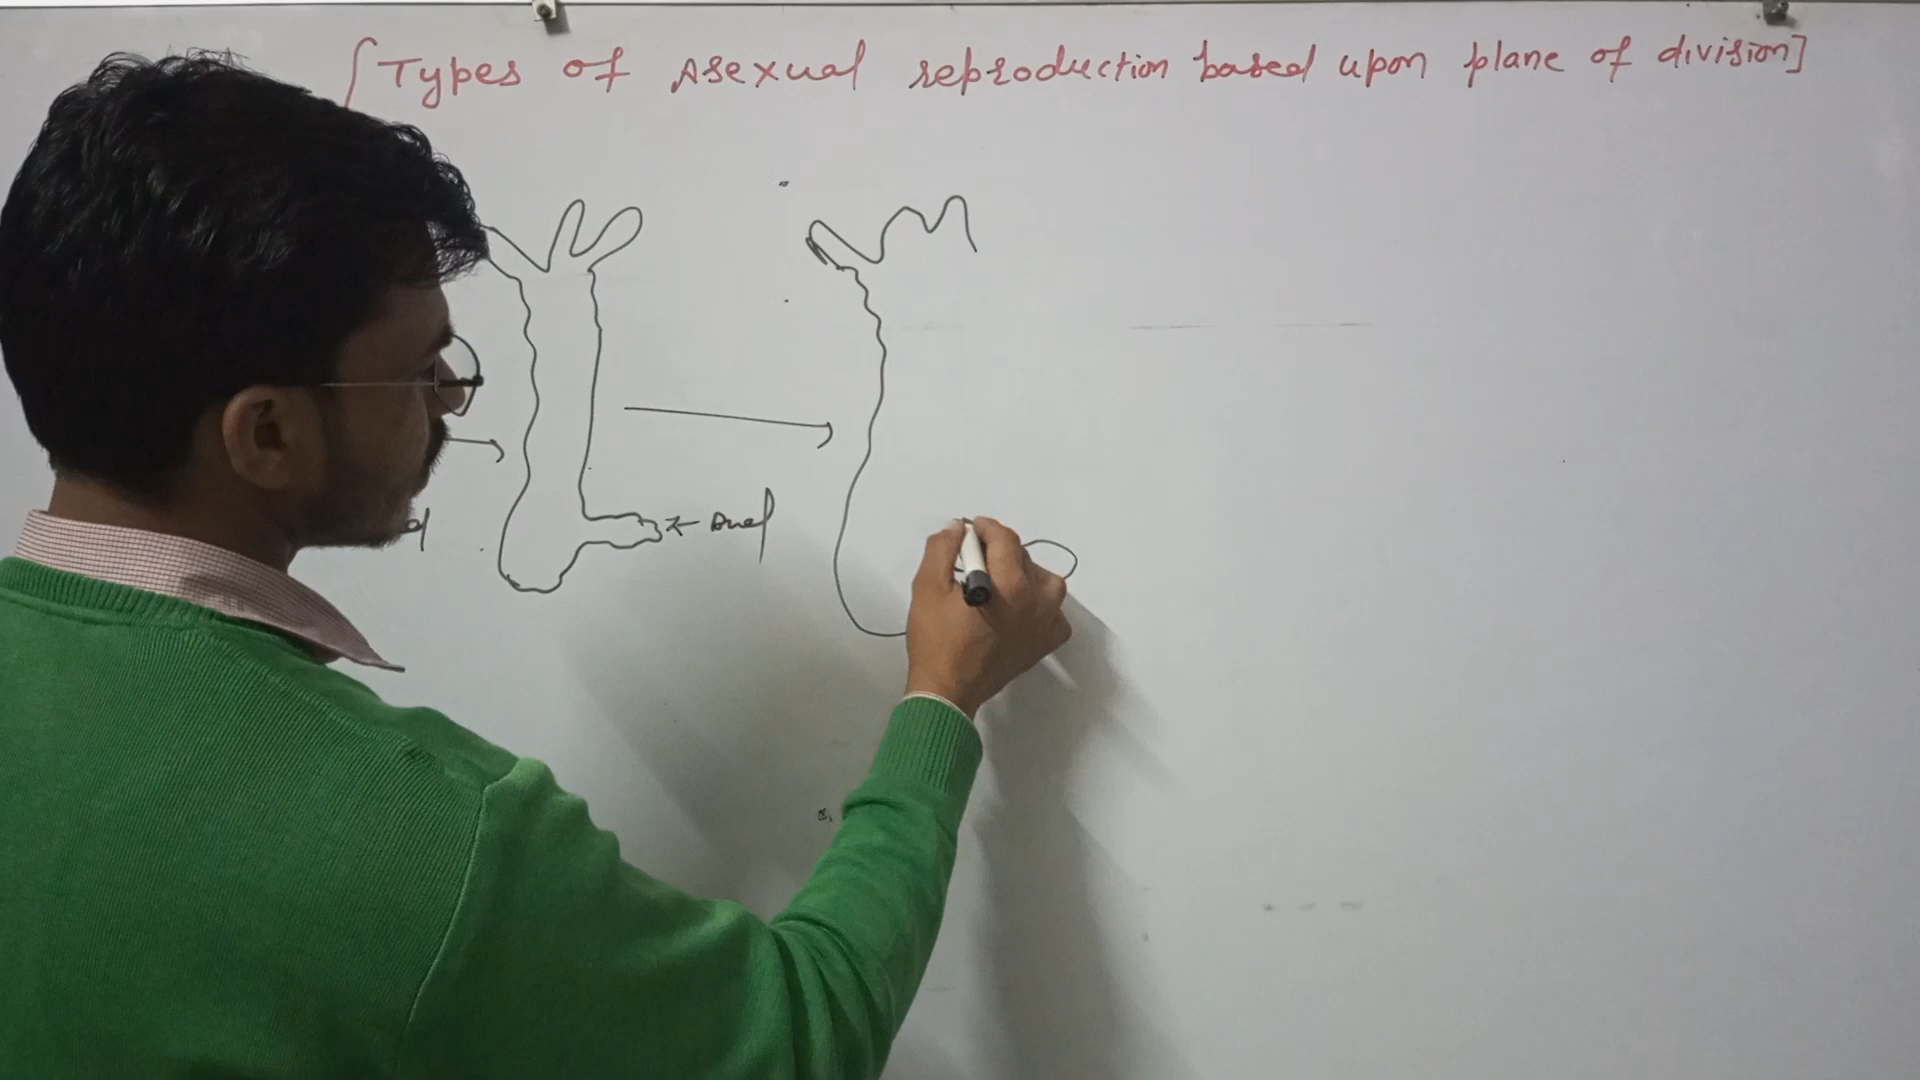 [Types of Asexual reproduction based upon plane of division]